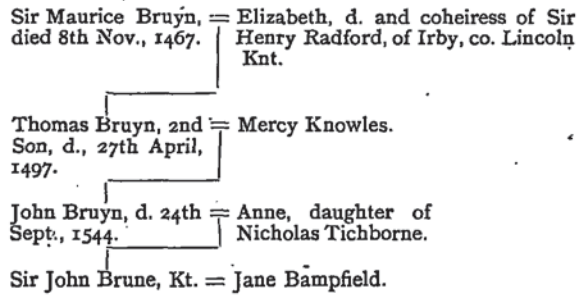 Sir Maurice Bruyn, = Elizabeth, d. and coheiress of Sir
died 8th Nov., 1467. Henry Radford, of Irby, co. Lincoln
Knt.
Thomas Bruyn, 2nd = Mercy Knowles.
Son, d., 27th April,
1497.
John Bruyn, d. 24th = Anne, daughter of
Sept., 1544. Nicholas Tichborne.
Sir John Brune, Kt. = Jane Bampfield.